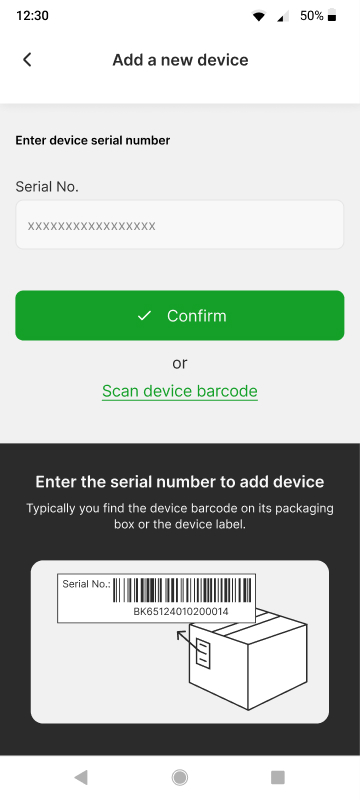 12:30
50%
Add a new device
Enter device serial number
Serial No.
xxxxxxxxxxxxxxxxx
Confirm
or
Scan device barcode
Enter the serial number to add device
Typically you find the device barcode on its packaging
box or the device label.
Serial No.:
BK65124010200014